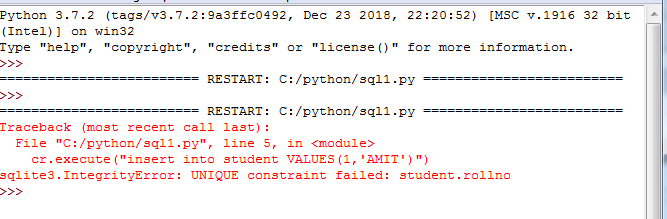 Python 3.7.2 (tags/v3.7.2:9a3ffc0492, Dec 23 2018, 22:20:52) [MSC v.1916 32 bit
(Intel)] on win32
Type "help", "copyright", "credits" or "license()" for more information.
>>>
========================= RESTART: C:/python/sql1.py =========================
>>>
========================= RESTART: C:/python/sql1.py =========================
Traceback (most recent call last):
  File "C:/python/sql1.py", line 5, in <module>
    cr.execute("insert into student VALUES(1,'AMIT')")
sqlite3.IntegrityError: UNIQUE constraint failed: student.rollno
>>>